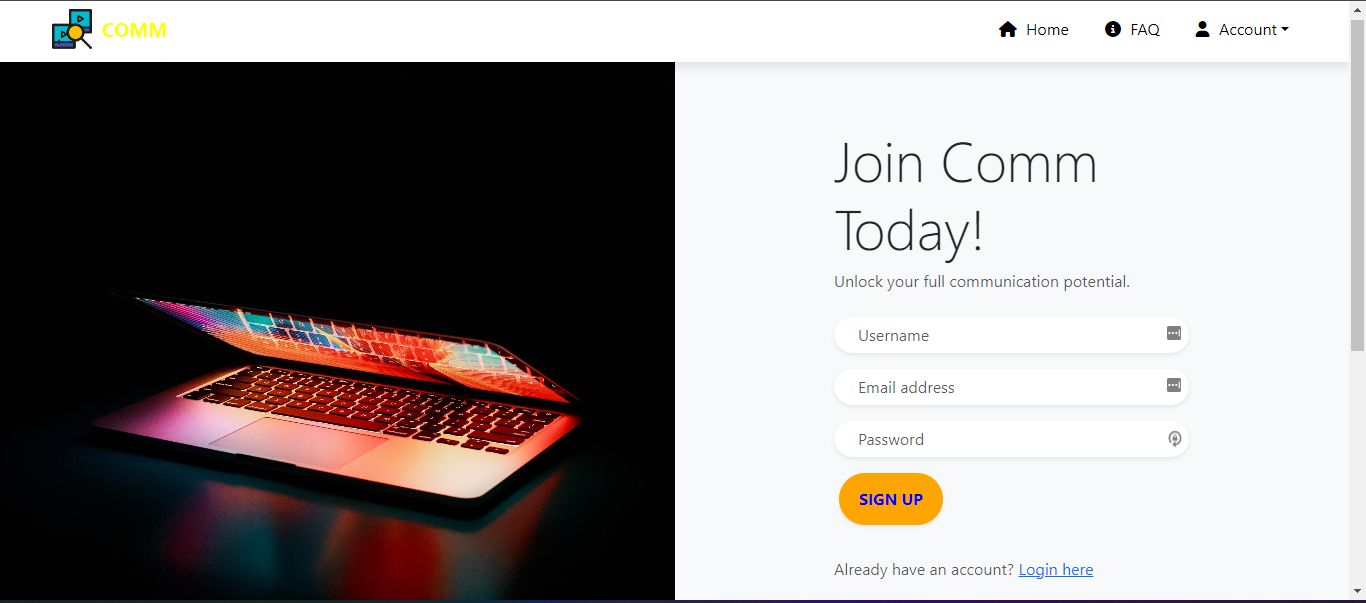 COMM
Home
FAQ
Account
Join Comm
Today!
Unlock your full communication potential.
Username
Email address
Password
SIGN UP
Already have an account? Login here